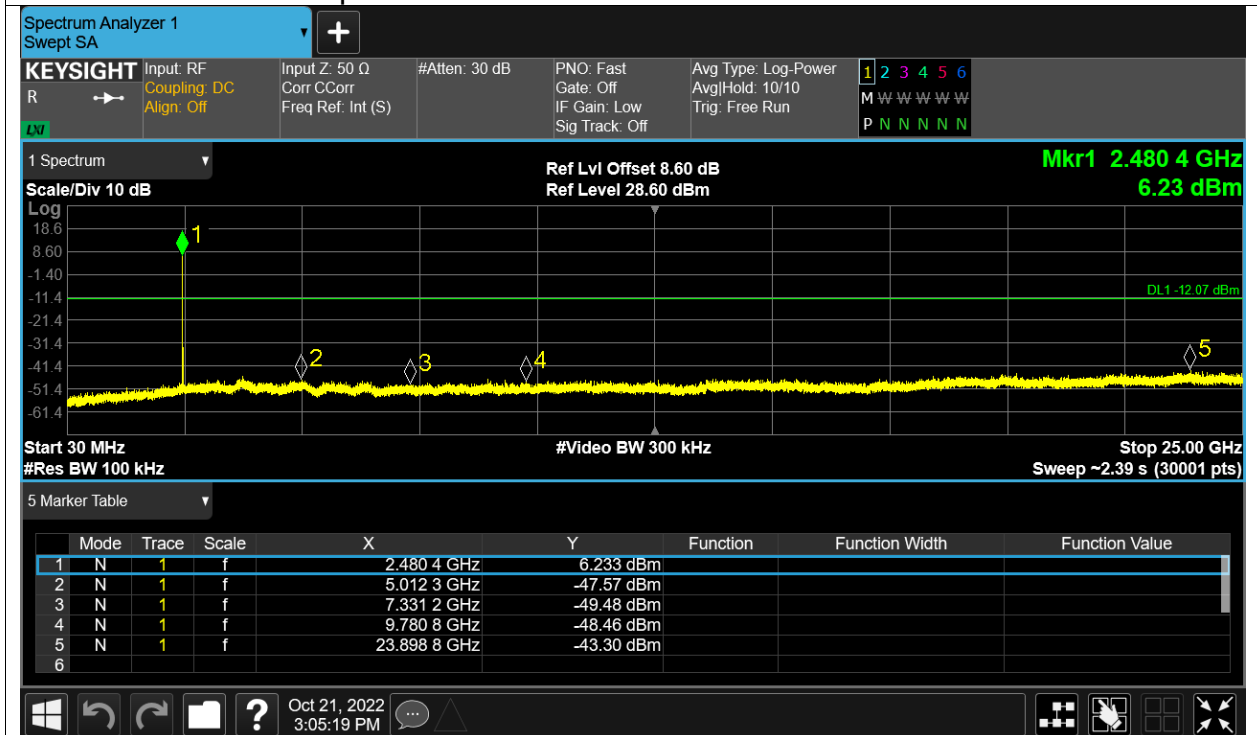 Spectrum Analyzer 1
Swept SA
KEYSIGHT
R
LXI
Input: RF
Coupling: DC
Align: Off
Input Z: 50 Ω
Corr CCorr
Freq Ref: Int (S)
#Atten: 30 dB
PNO: Fast
Gate: Off
IF Gain: Low
Sig Track: Off
Avg Type: Log-Power
Avg|Hold: 10/10
Trig: Free Run
1 2 3 4 5 6
M W W W W W
P N N N N N
1 Spectrum
Scale/Div 10 dB
Ref Lvl Offset 8.60 dB
Ref Level 28.60 dBm
Mkr1 2.480 4 GHz
6.23 dBm
Log
18.6
8.60
-1.40
-11.4
-21.4
-31.4
-41.4
-51.4
-61.4
1
2
3
4
5
DL1 -12.07 dBm
Start 30 MHz
#Res BW 100 kHz
#Video BW 300 kHz
Stop 25.00 GHz
Sweep ~2.39 s (30001 pts)
5 Marker Table
Mode Trace Scale X Y Function Function Width Function Value
1 N 1 f 2.480 4 GHz 6.233 dBm
2 N 1 f 5.012 3 GHz -47.57 dBm
3 N 1 f 7.331 2 GHz -49.48 dBm
4 N 1 f 9.780 8 GHz -48.46 dBm
5 N 1 f 23.898 8 GHz -43.30 dBm
6
?
Oct 21, 2022
3:05:19 PM